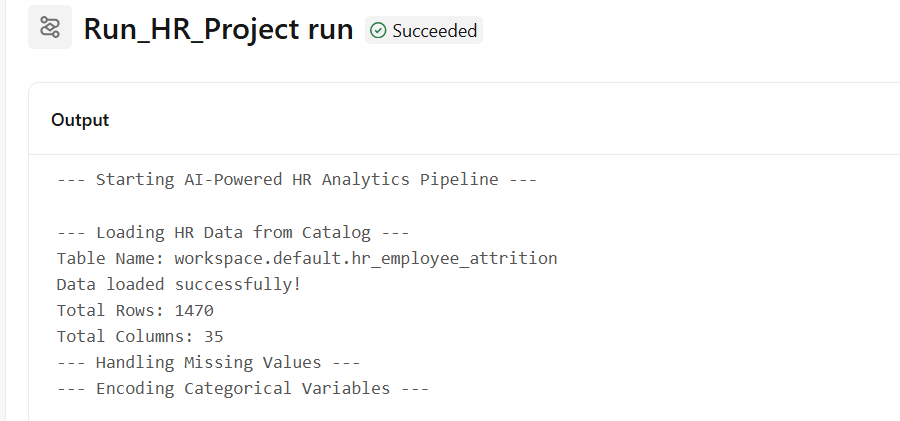 Run_HR_Project run Succeeded
Output
--- Starting AI-Powered HR Analytics Pipeline ---
--- Loading HR Data from Catalog ---
Table Name: workspace.default.hr_employee_attrition
Data loaded successfully!
Total Rows: 1470
Total Columns: 35
--- Handling Missing Values ---
--- Encoding Categorical Variables ---